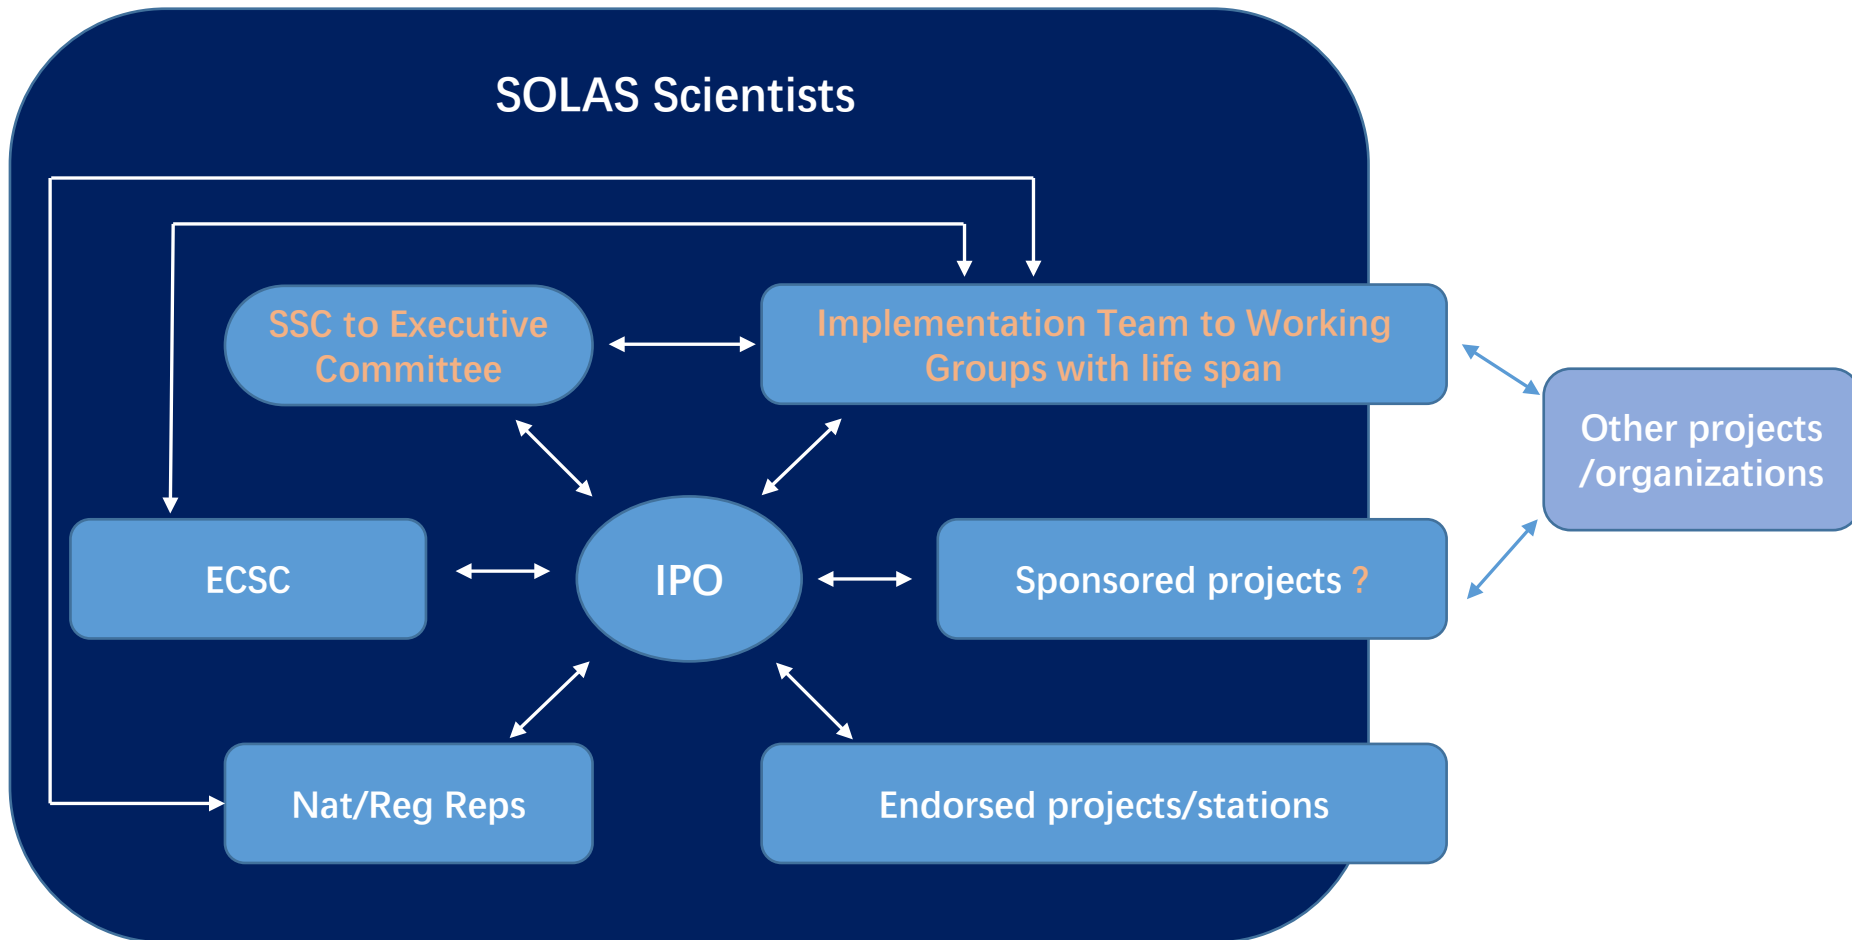 SOLAS Scientists
SSC to Executive
Committee
Implementation Team to Working
Groups with life span
Other projects
/organizations
ECSC
IPO
Sponsored projects ?
Nat/Reg Reps
Endorsed projects/stations